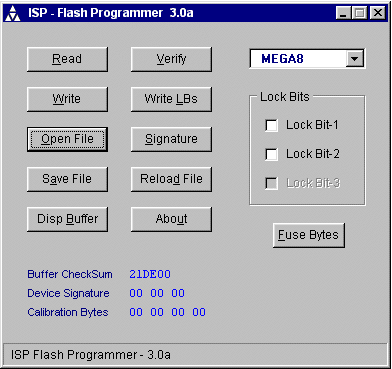 ISP - Flash Programmer 3.0a
Read Verify MEGA8
Write Write LBs Lock Bits
Open File Signature Lock Bit-1
Save File Reload File Lock Bit-2
Lock Bit-3
Disp Buffer About Fuse Bytes
Buffer CheckSum 21DE00
Device Signature 00 00 00
Calibration Bytes 00 00 00 00
ISP Flash Programmer - 3.0a